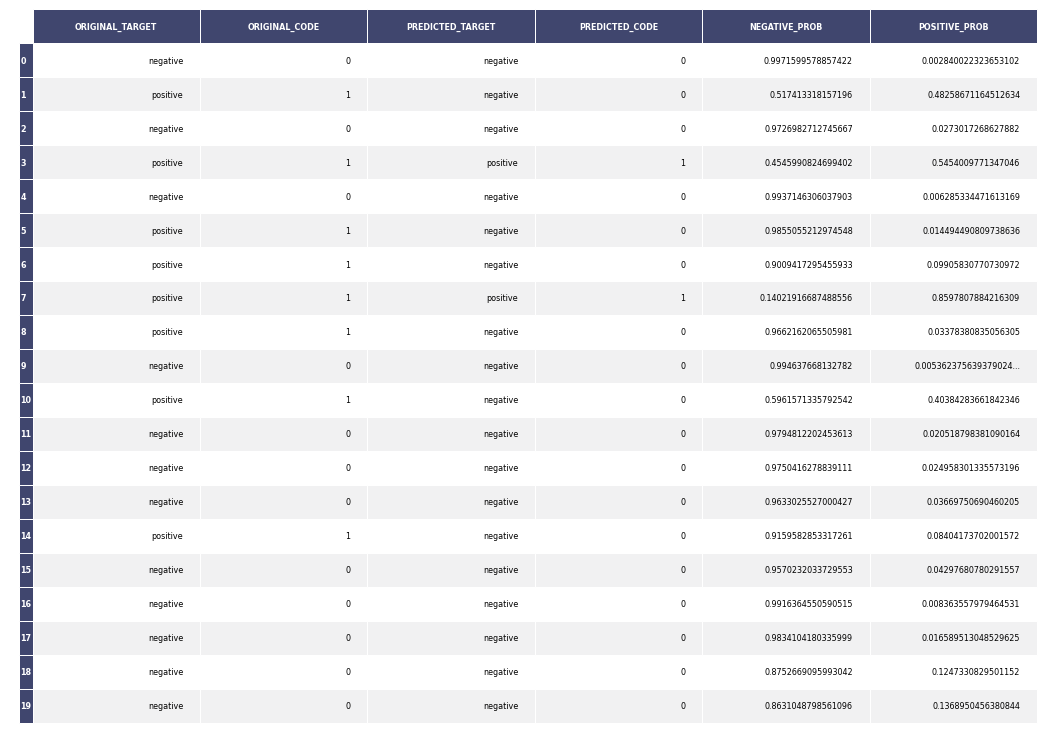 ORIGINAL_TARGET ORIGINAL_CODE PREDICTED_TARGET PREDICTED_CODE NEGATIVE_PROB POSITIVE_PROB
0 negative 0 negative 0 0.9971599578857422 0.002840022323653102
1 positive 1 negative 0 0.517413318157196 0.48258671164512634
2 negative 0 negative 0 0.9726982712745667 0.0273017268627882
3 positive 1 positive 1 0.4545990824699402 0.5454009771347046
4 negative 0 negative 0 0.9937146306037903 0.006285334471613169
5 positive 1 negative 0 0.9855055212974548 0.014494490809738636
6 positive 1 negative 0 0.9009417295455933 0.09905830770730972
7 positive 1 positive 1 0.14021916687488556 0.8597807884216309
8 positive 1 negative 0 0.9662162065505981 0.03378380835056305
9 negative 0 negative 0 0.994637668132782 0.005362375639379024...
10 positive 1 negative 0 0.5961571335792542 0.40384283661842346
11 negative 0 negative 0 0.9794812202453613 0.020518798381090164
12 negative 0 negative 0 0.9750416278839111 0.024958301335573196
13 negative 0 negative 0 0.9633025527000427 0.03669750690460205
14 positive 1 negative 0 0.9159582853317261 0.08404173702001572
15 negative 0 negative 0 0.9570232033729553 0.04297680780291557
16 negative 0 negative 0 0.9916364550590515 0.008363557979464531
17 negative 0 negative 0 0.9834104180335999 0.016589513048529625
18 negative 0 negative 0 0.8752669095993042 0.1247330829501152
19 negative 0 negative 0 0.8631048798561096 0.1368950456380844